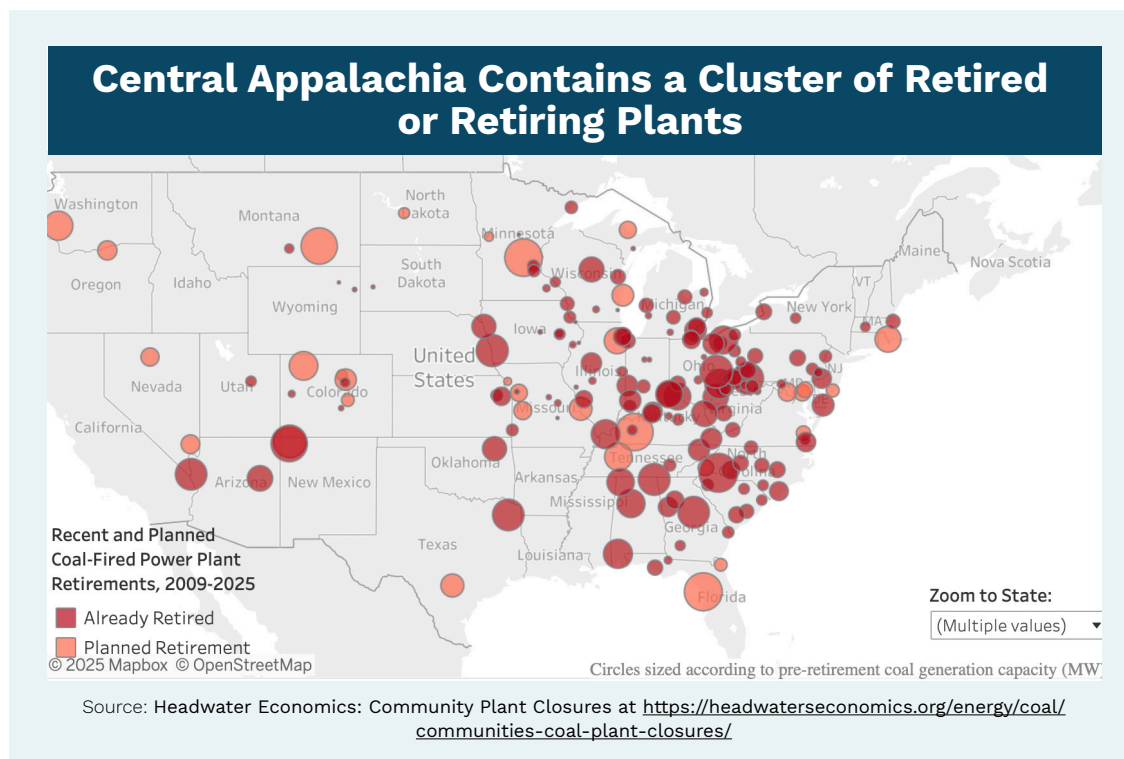 Central Appalachia Contains a Cluster of Retired
or Retiring Plants
Washington
Montana
North
Dakota
Minnesota
Maine
Nova Scotia
Oregon
Idaho
South
Dakota
Wisconsin
VT
Wyoming
Michigan
New York
MA
Iowa
United
States
Nevada
Utah
Colorado
Illinois
Ohio
NJ
MD
DE
California
Missouri
Kentucky
Virginia
Oklahoma
Tennessee
North
Carolina
Arizona
New Mexico
Arkansas
Mississippi
Georgia
Texas
Louisiana
Florida
Recent and Planned
Coal-Fired Power Plant
Retirements, 2009-2025
Already Retired
Planned Retirement
© 2025 Mapbox © OpenStreetMap
Zoom to State:
(Multiple values)
Circles sized according to pre-retirement coal generation capacity (MW)
Source: Headwater Economics: Community Plant Closures at https://headwaterseconomics.org/energy/coal/
communities-coal-plant-closures/